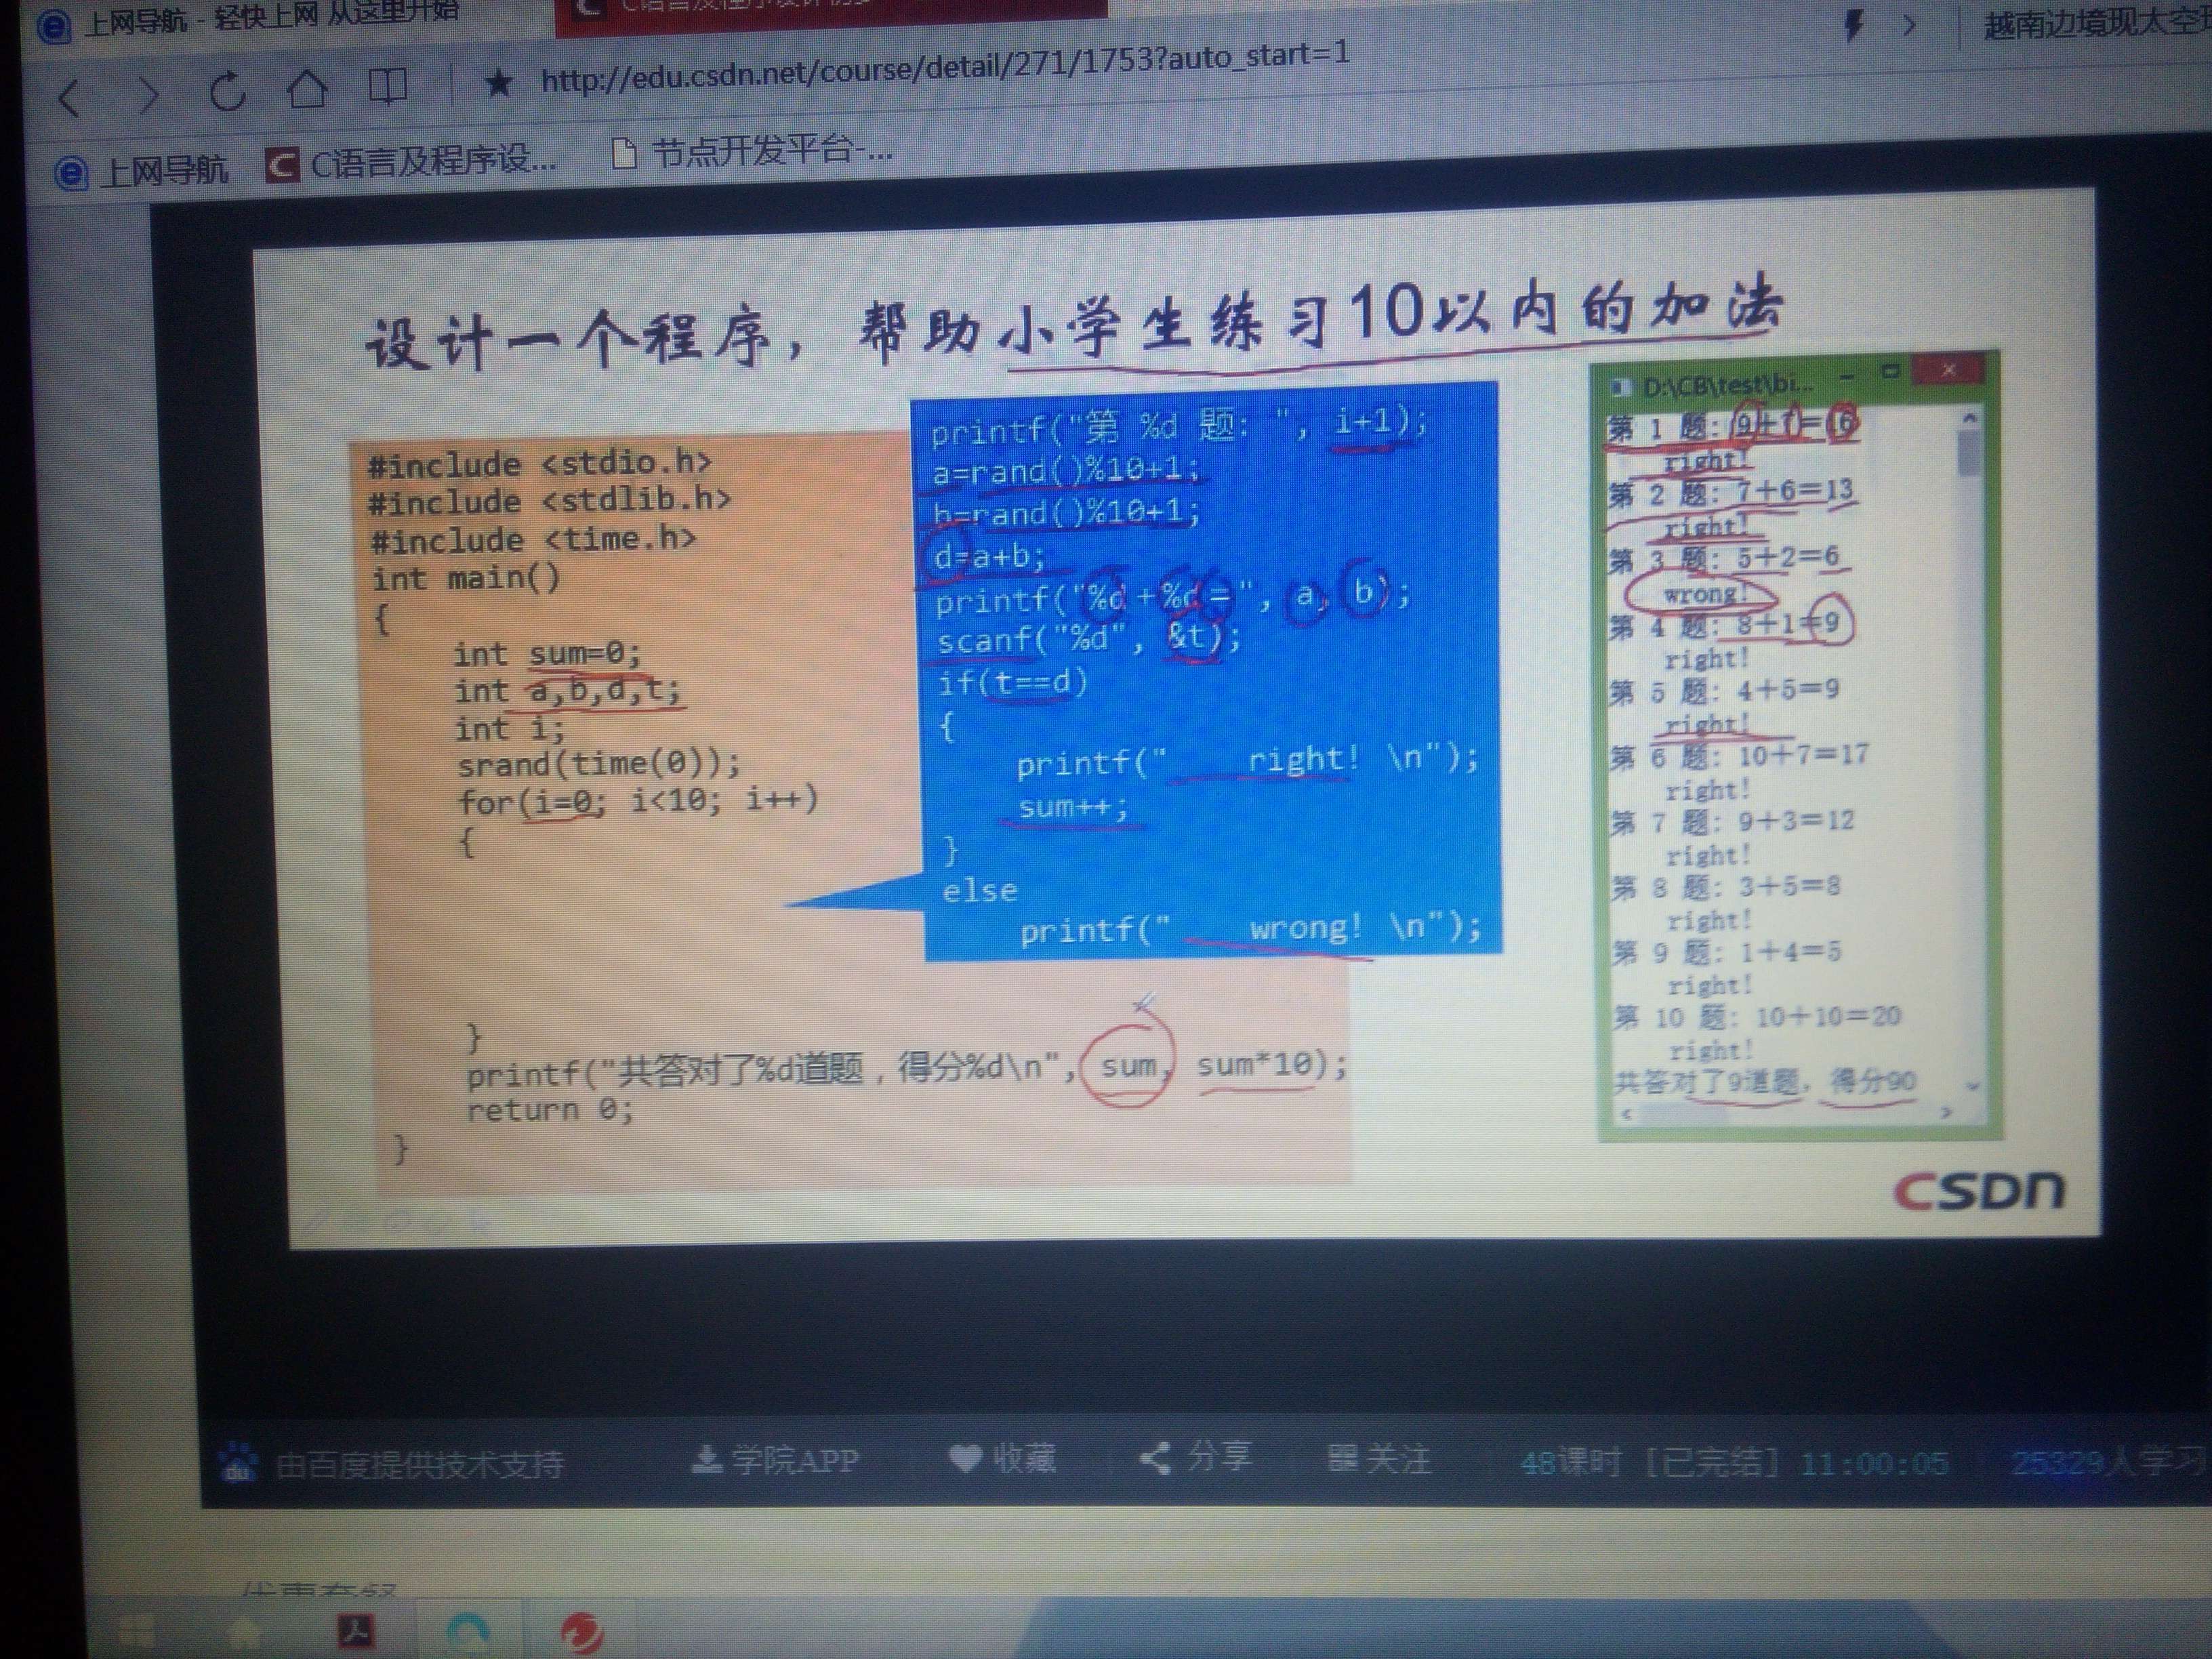 上网导航 - 轻快上网 从这里开始
http://edu.csdn.net/course/detail/271/1753?auto_start=1
越南边境现太空
上网导航
C语言及程序设...
节点开发平台-...
设计一个程序，帮助小学生练习10以内的加法
#include <stdio.h>
#include <stdlib.h>
#include <time.h>
int main()
{
int sum=0;
int a,b,d,t;
int i;
srand(time(0));
for(i=0; i<10; i++)
{
printf("第 %d 题: ", i+1);
a=rand()%10+1;
b=rand()%10+1;
d=a+b;
printf("%d+%d=", a, b);
scanf("%d", &t);
if(t==d)
{
printf("    right! \n");
sum++;
}
else
printf("    wrong! \n");
}
printf("共答对了%d道题，得分%d\n", sum, sum*10);
return 0;
}
D:\CB\test\bi...
第 1 题: 9+7=16
right!
第 2 题: 7+6=13
right!
第 3 题: 5+2=6
wrong!
第 4 题: 8+1=9
right!
第 5 题: 4+5=9
right!
第 6 题: 10+7=17
right!
第 7 题: 9+3=12
right!
第 8 题: 3+5=8
right!
第 9 题: 1+4=5
right!
第 10 题: 10+10=20
right!
共答对了9道题，得分90
CSDN
du 由百度提供技术支持
学院APP
收藏
分享
关注
48课时 [已完结] 11:00:05
25329人学习